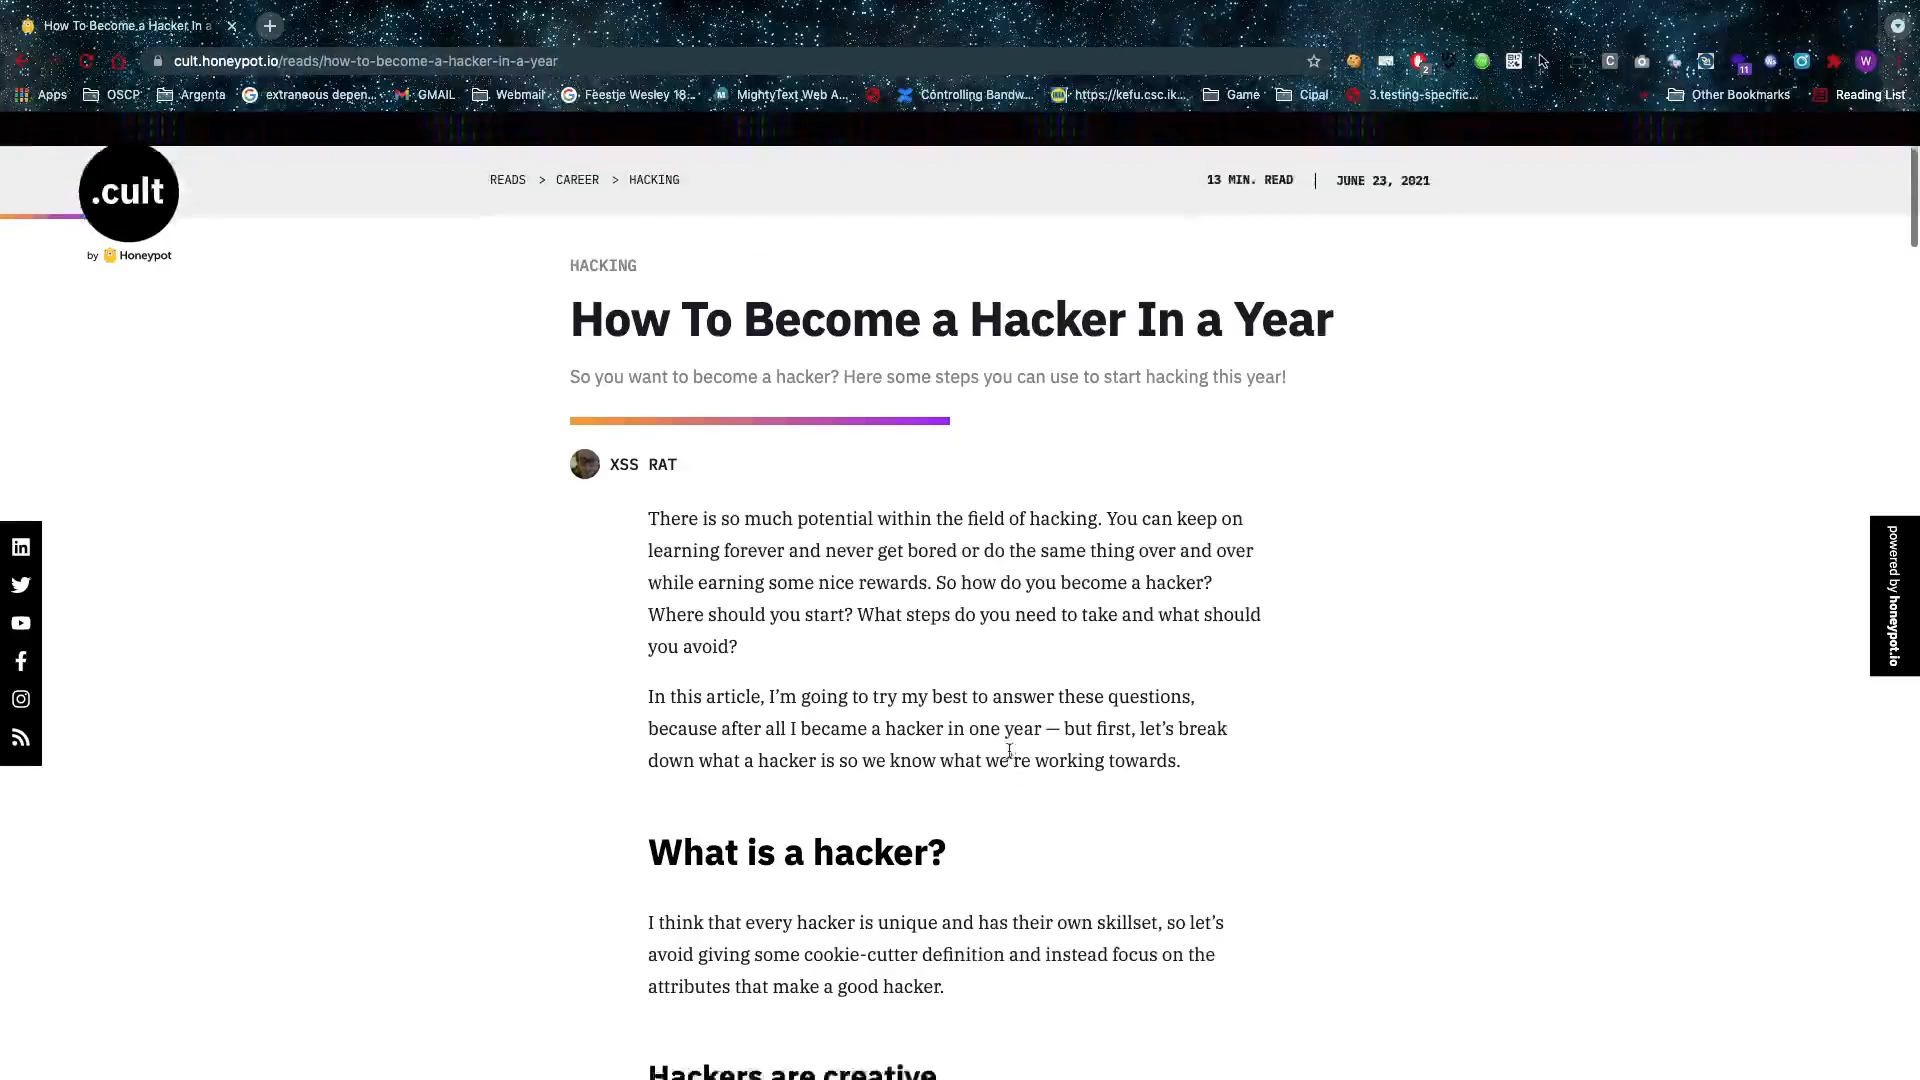 How To Become a Hacker In a
cult.honeypot.io/reads/how-to-become-a-hacker-in-a-year
2
C
11
W
Apps
OSCP
Argenta
extraneous depen...
GMAIL
Webmail
Feestje Wesley 18:...
MightyText Web A...
Controlling Bandw...
https://kefu.csc.ik...
Game
Cipal
3.testing-specific...
Other Bookmarks
Reading List
.cult
by Honeypot
READS > CAREER > HACKING
13 MIN. READ | JUNE 23, 2021
HACKING
How To Become a Hacker In a Year
So you want to become a hacker? Here some steps you can use to start hacking this year!
XSS RAT
There is so much potential within the field of hacking. You can keep on
learning forever and never get bored or do the same thing over and over
while earning some nice rewards. So how do you become a hacker?
Where should you start? What steps do you need to take and what should
you avoid?
In this article, I’m going to try my best to answer these questions,
because after all I became a hacker in one year — but first, let’s break
down what a hacker is so we know what we’re working towards.
What is a hacker?
I think that every hacker is unique and has their own skillset, so let’s
avoid giving some cookie-cutter definition and instead focus on the
attributes that make a good hacker.
Hackers are creative
powered by honeypot.io